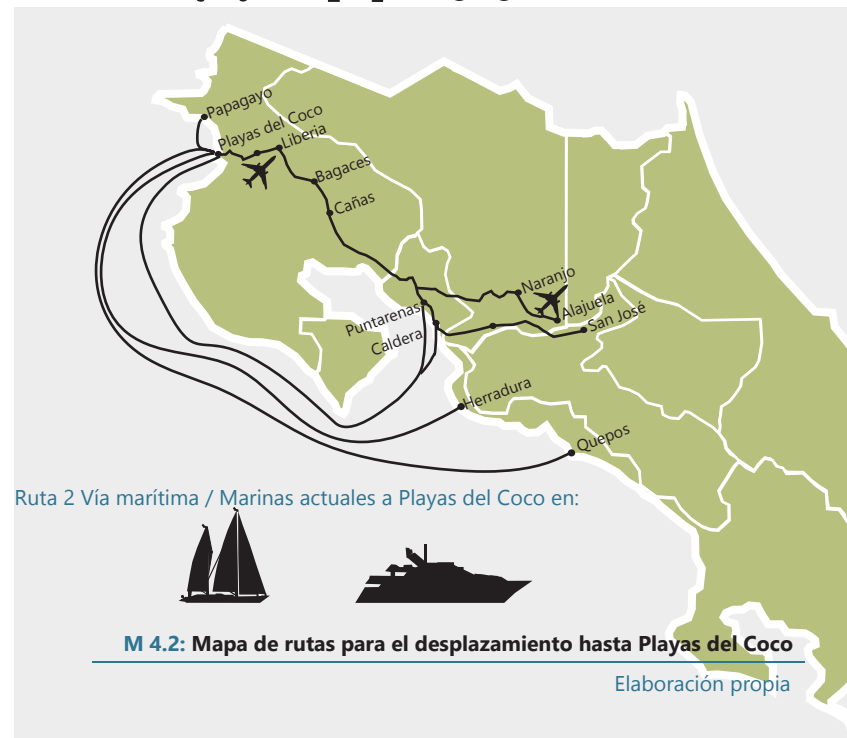 Papagayo
Playas del Coco
Liberia
Bagaces
Cañas
Naranjo
Alajuela
San José
Puntarenas
Caldera
Herradura
Quepos
Ruta 2 Vía marítima / Marinas actuales a Playas del Coco en:
M 4.2: Mapa de rutas para el desplazamiento hasta Playas del Coco
Elaboración propia